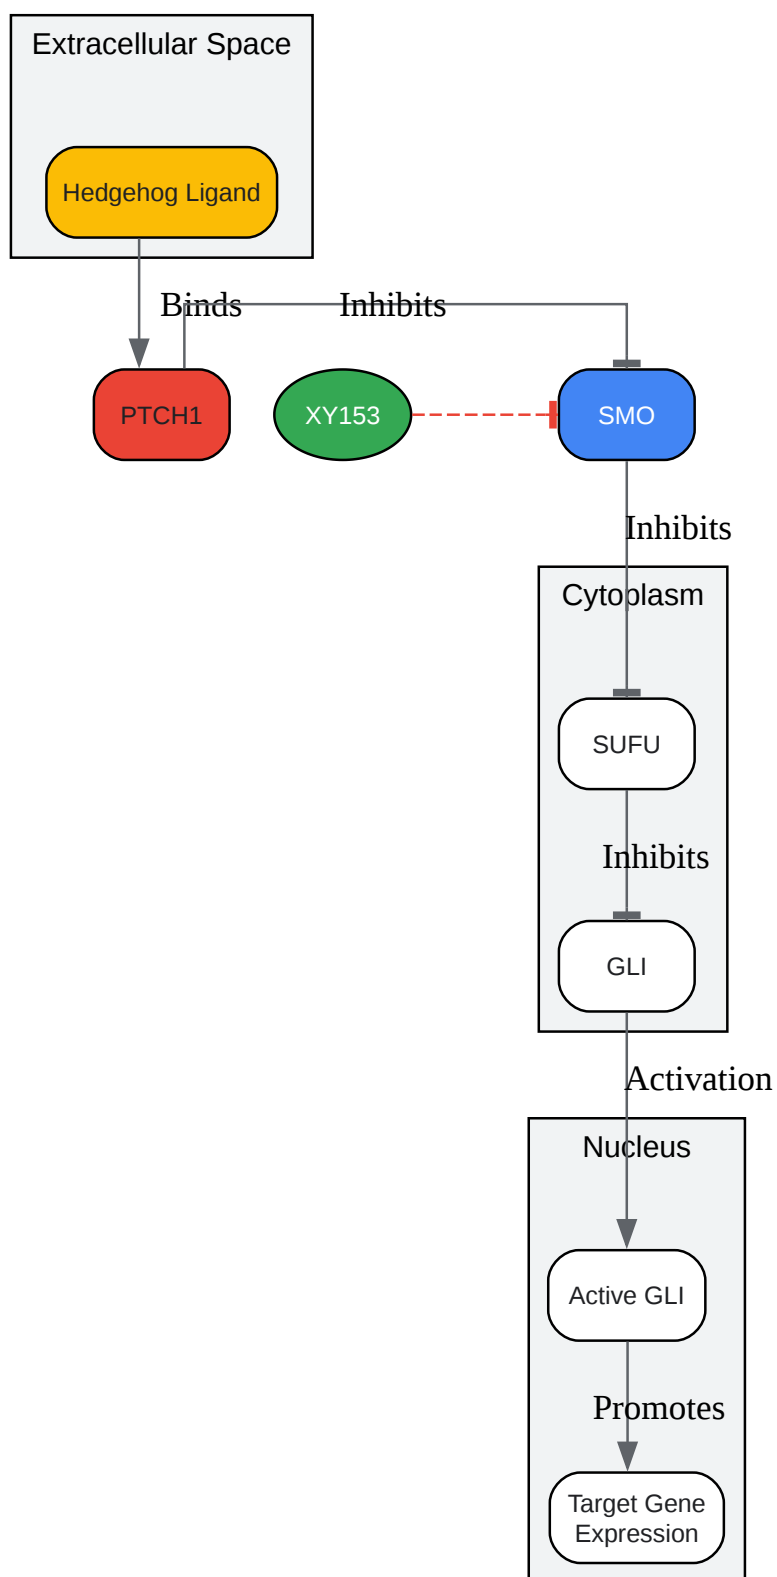 Extracellular Space
Hedgehog Ligand
Binds
Inhibits
PTCH1
XY153
SMO
Inhibits
Cytoplasm
SUFU
Inhibits
GLI
Activation
Nucleus
Active GLI
Promotes
Target Gene
Expression